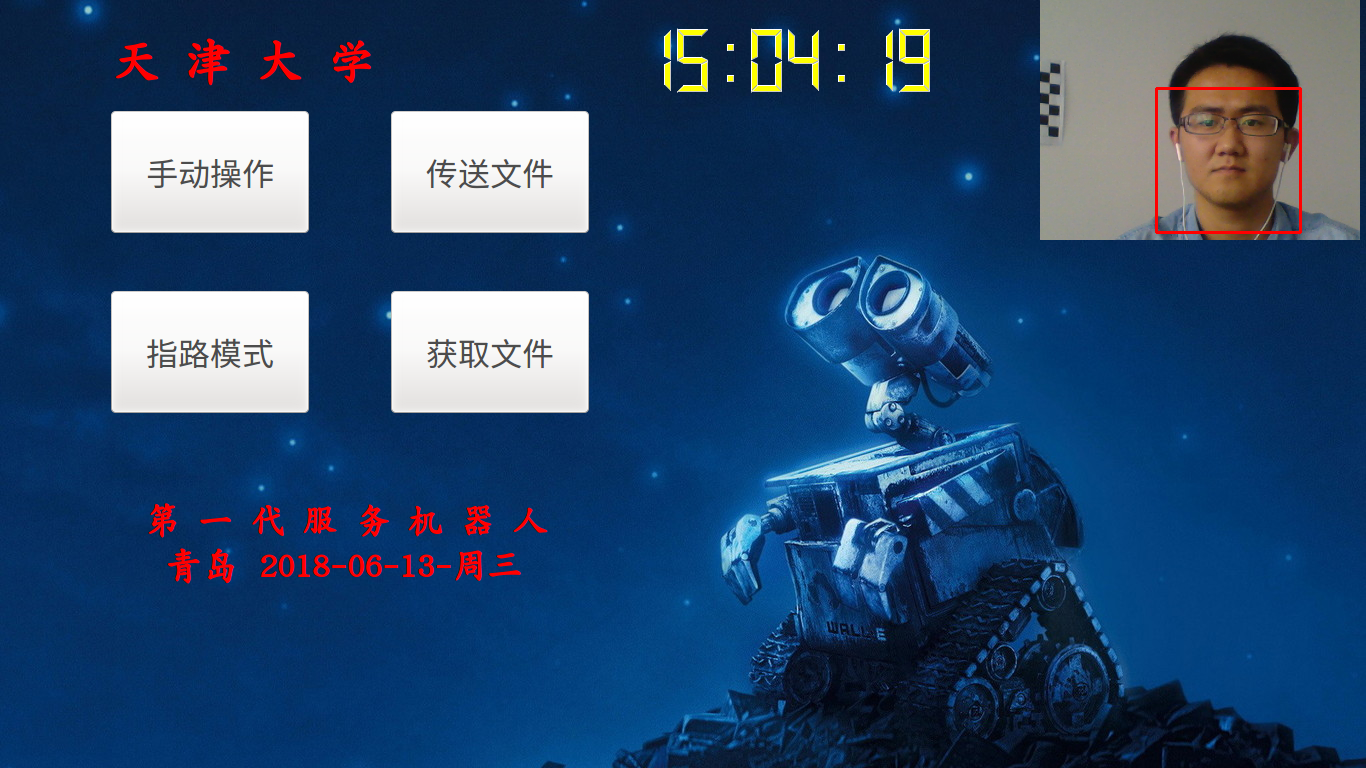 天津大学
15:04:19
手动操作
传送文件
指路模式
获取文件
第一代服务机器人
青岛 2018-06-13-周三
WALL·E